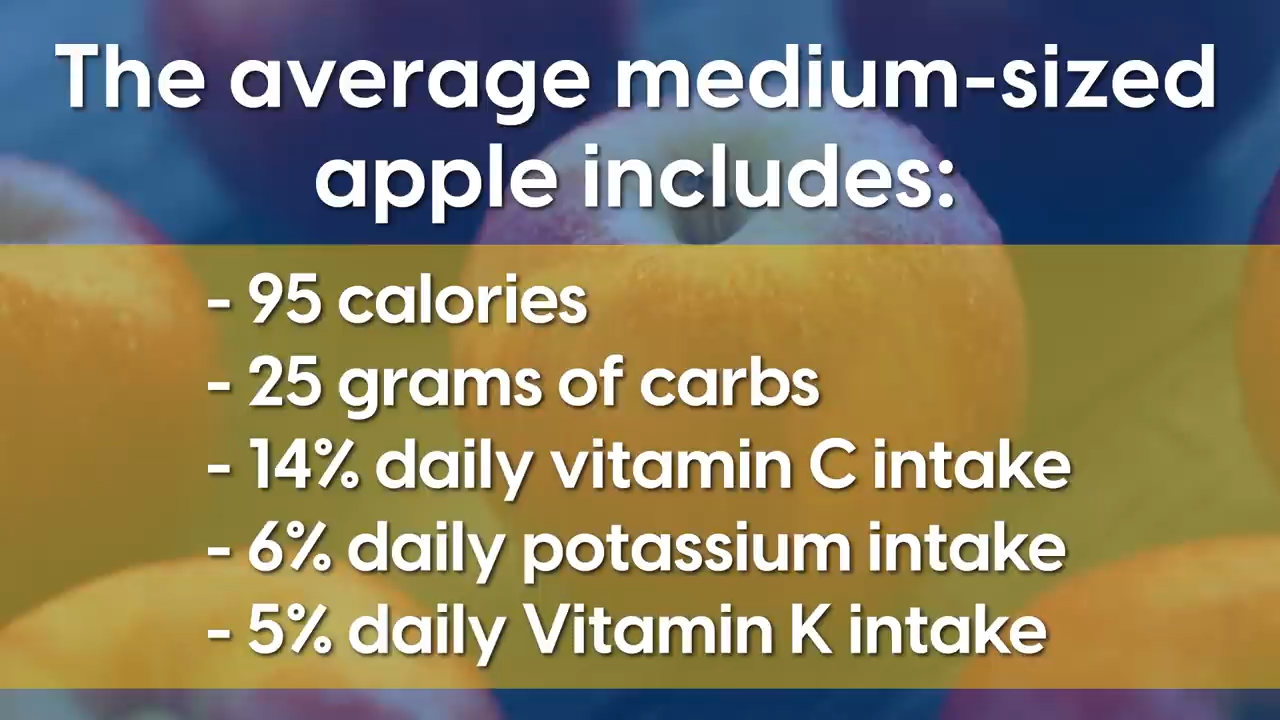 The average medium-sized
apple includes:
- 95 calories
- 25 grams of carbs
- 14% daily vitamin C intake
- 6% daily potassium intake
- 5% daily Vitamin K intake